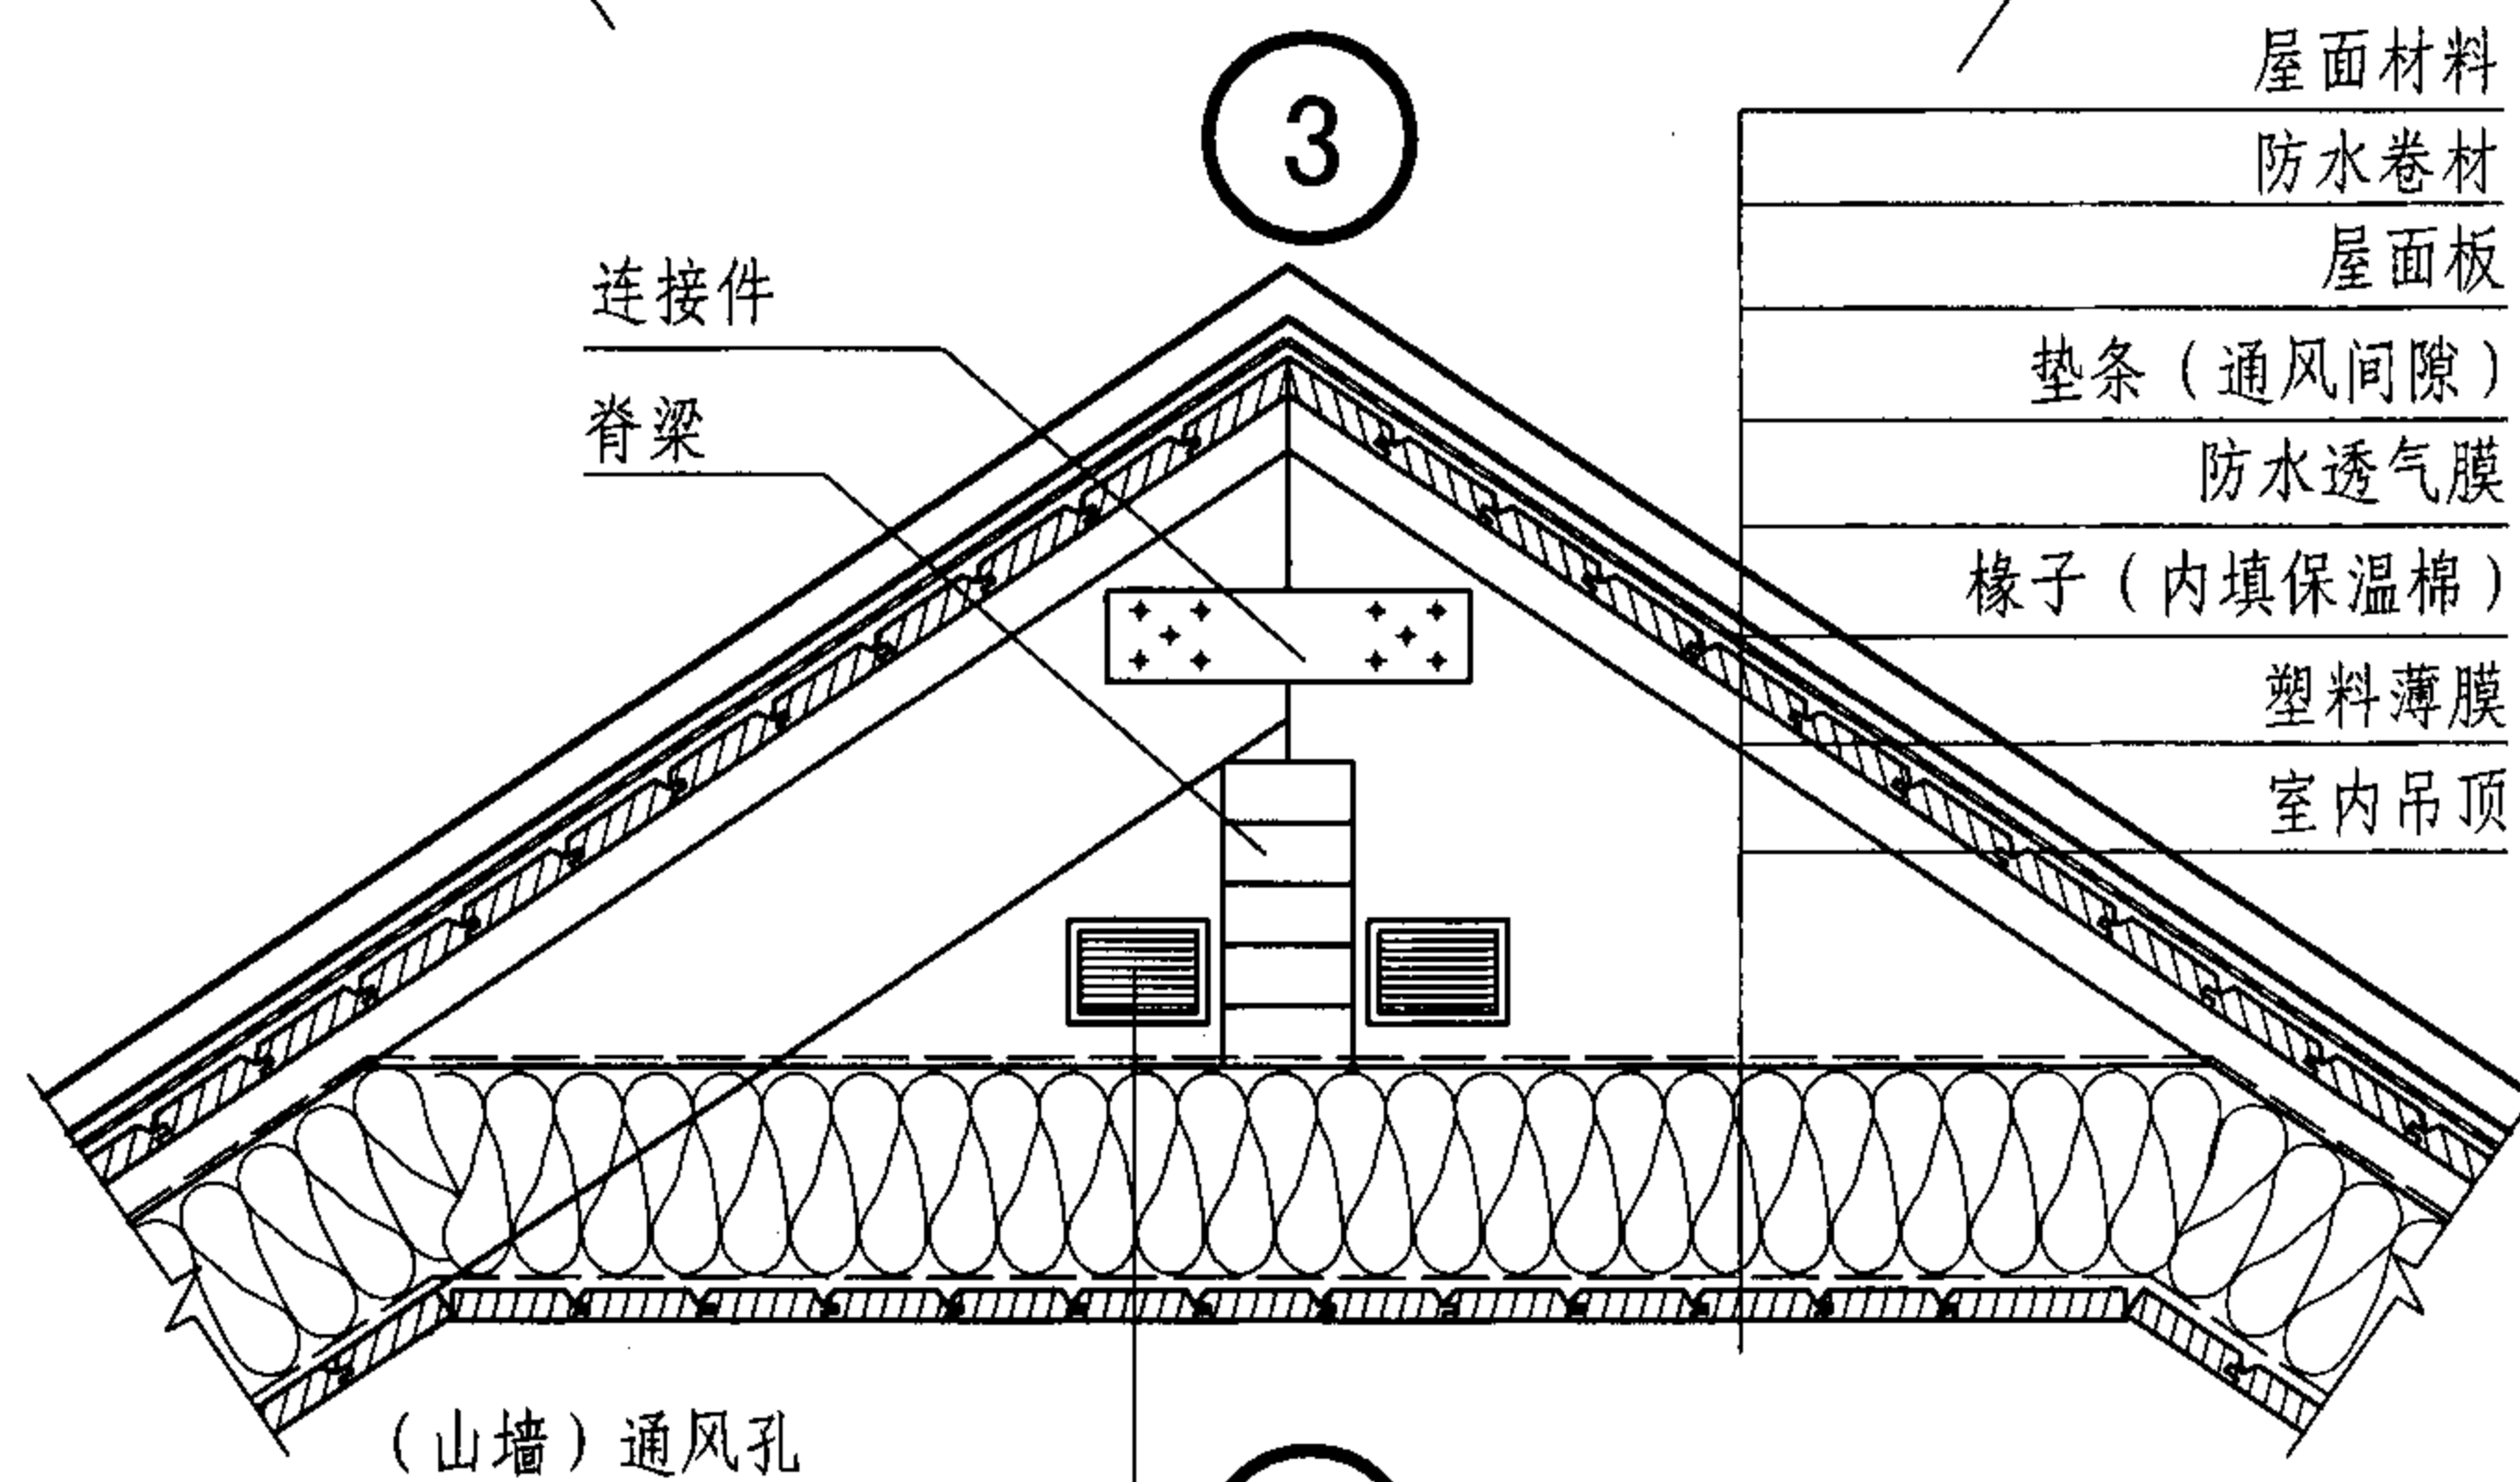 3
连接件
脊梁
屋面材料
防水卷材
屋面板
垫条（通风间隙）
防水透气膜
椽子（内填保温棉）
塑料薄膜
室内吊顶
（山墙）通风孔